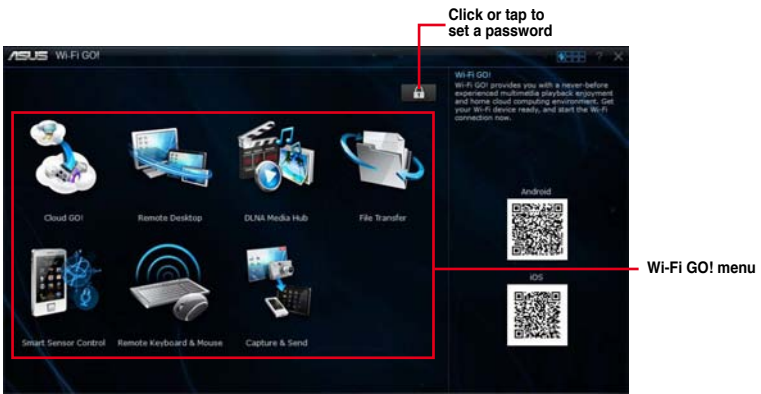 Click or tap to
set a password
ASUS Wi-Fi GO!
? X
Wi-Fi GO!
Wi-Fi GO! provides you with a never-before
experienced multimedia playback enjoyment
and home cloud computing environment. Get
your Wi-Fi device ready, and start the Wi-Fi
connection now.
Cloud GO!
Remote Desktop
DLNA Media Hub
File Transfer
Android
Wi-Fi GO! menu
iOS
Smart Sensor Control
Remote Keyboard & Mouse
Capture & Send